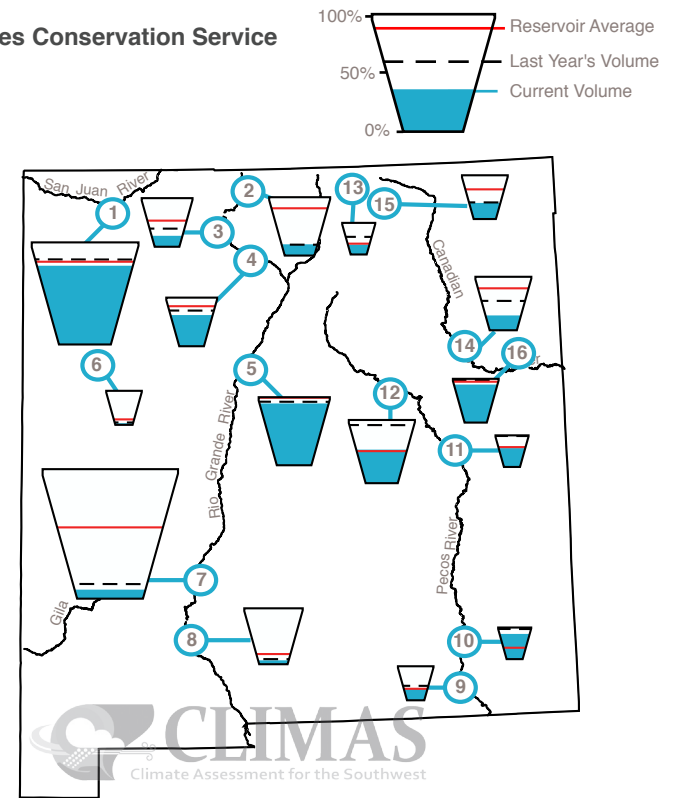 es Conservation Service
100%
50%
0%
Reservoir Average
Last Year's Volume
Current Volume
San Juan River
1
2
3
4
13
15
Canadian
14
16
5
6
12
11
Rio Grande River
Pecos River
7
Gila
8
10
9
CLIMAS
Climate Assessment for the Southwest